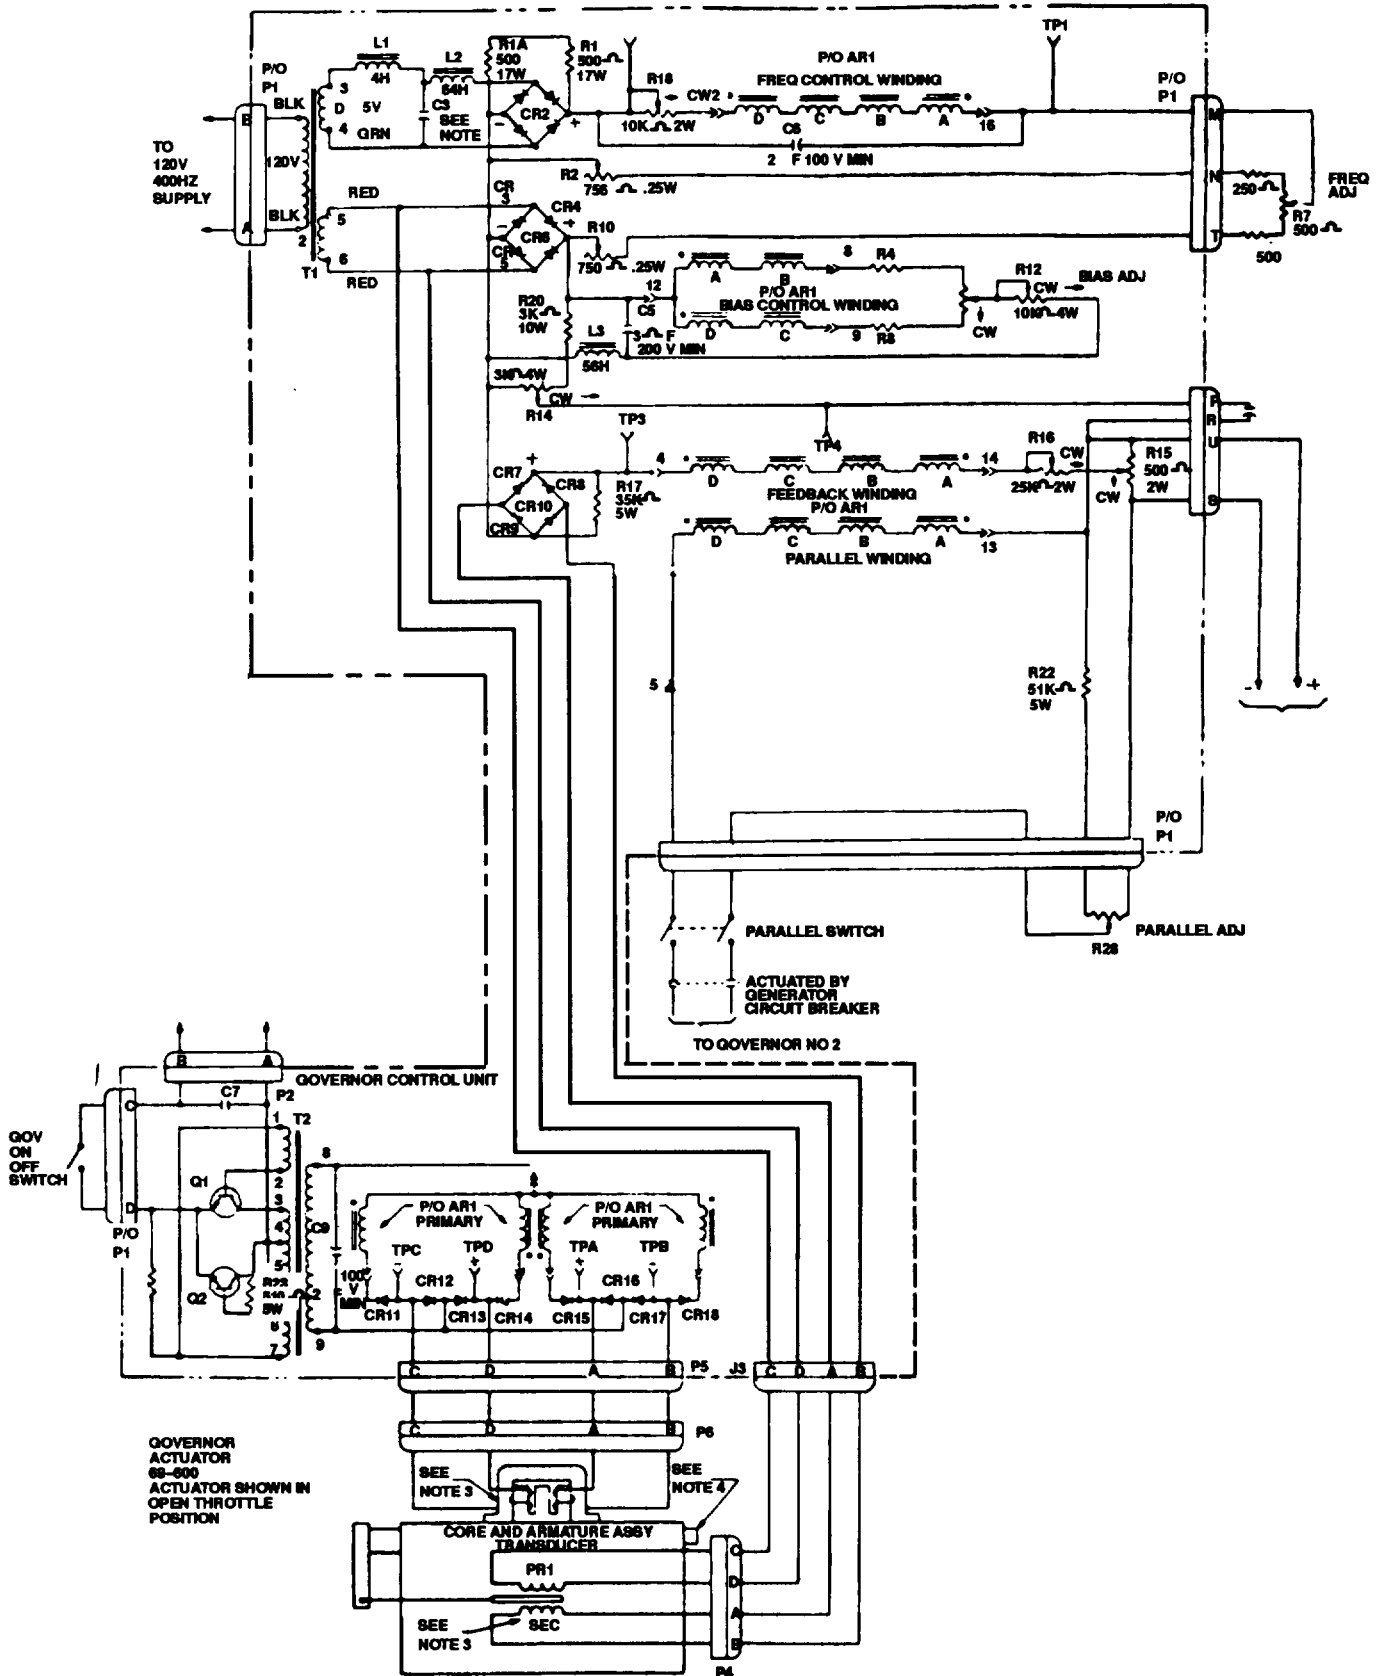 TO
120V
400HZ
SUPPLY
P/O
P1
B
A
BLK
BLK
120V
2
T1
3
D
4
5V
GRN
L1
4H
L2
64H
C3
SEE
NOTE
RED
5
6
RED
R1A
500
17W
R1
500
17W
CR2
-
+
R18
CW2
10K 2W
P/O AR1
FREQ CONTROL WINDING
D
C
B
A
16
C6
2 F 100 V MIN
TP1
P/O
P1
M
N
T
250
FREQ
ADJ
R7
500
500
R2
756 .25W
CR
3
CR4
CR6
CR
5
-
+
R10
750 .25W
12
C5
3 F
200 V MIN
R20
3K
10W
L3
56H
A
B
P/O AR1
BIAS CONTROL WINDING
D
C
8
R4
9
R8
CW
R12
CW
BIAS ADJ
10K 4W
3K 4W
CW
R14
TP3
TP4
P
R
U
S
CR7
CR8
CR10
CR9
+
R17
35K
5W
4
D
C
B
A
14
FEEDBACK WINDING
P/O AR1
D
C
B
A
13
PARALLEL WINDING
R16
CW
25K 2W
CW
R15
500
2W
- +
5
R22
51K
5W
P/O
P1
PARALLEL SWITCH
ACTUATED BY
GENERATOR
CIRCUIT BREAKER
TO GOVERNOR NO 2
R28
PARALLEL ADJ
B
A
GOVERNOR CONTROL UNIT
GOV
ON
OFF
SWITCH
C
D
P/O
P1
C7
P2
T2
1
2
3
4
5
7
8
9
Q1
Q2
5W
C9
100
V
MIN
P/O AR1
PRIMARY
P/O AR1
PRIMARY
TPC
-
TPD
+
TPA
+
TPB
-
CR12
CR16
CR11
CR13
CR14
CR15
CR17
CR18
C
D
A
B
P5
J3
C
D
A
B
C
D
A
B
P6
GOVERNOR
ACTUATOR
69-600
ACTUATOR SHOWN IN
OPEN THROTTLE
POSITION
SEE
NOTE 3
SEE
NOTE 4
CORE AND ARMATURE ASSY
TRANSDUCER
PR1
SEC
SEE
NOTE 3
C
D
A
B
P4